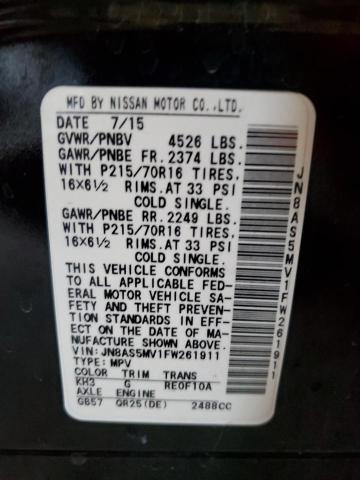 MFD BY NISSAN MOTOR CO.,LTD.
DATE 7/15
GVWR/PNBV 4526 LBS.
GAWR/PNBE FR. 2374 LBS.
P215/70R16 TIRES,
16X6½ RIMS. AT 33 PSI
COLD SINGLE.
GAWR/PNBE RR. 2249 LBS.
P215/70R16 TIRES,
16X6½ RIMS. AT 33 PSI
COLD SINGLE.
THIS VEHICLE CONFORMS
TO ALL APPLICABLE FED-
ERAL MOTOR VEHICLE SA-
FETY AND THEFT PREVEN-
TION STANDARDS IN EFF-
ECT ON THE DATE OF MA-
NUFACTURE SHOWN ABOVE.
VIN:JN8AS5MV1FW261911
TYPE: MPV
COLOR TRIM TRANS
KH3 G RE0F10A
AXLE ENGINE
GB57 QR25(DE) 2488CC
JN8AS5MV1FW261911